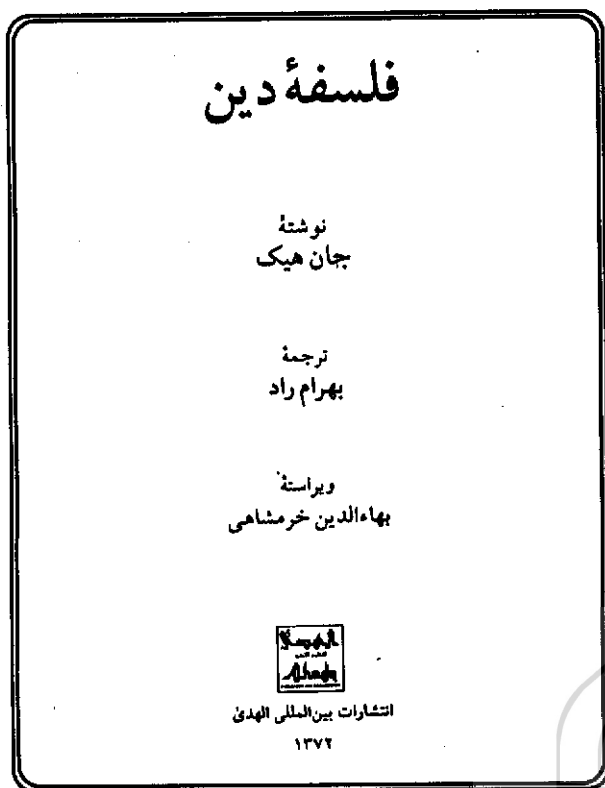 فلسفهٔ دین
نوشتهٔ
جان هیک
ترجمهٔ
بهرام راد
ویراستهٔ
بهاءالدین خرمشاهی
الهدی
Alhoda
انتشارات بین‌المللی الهدیٰ
۱۳۷۲